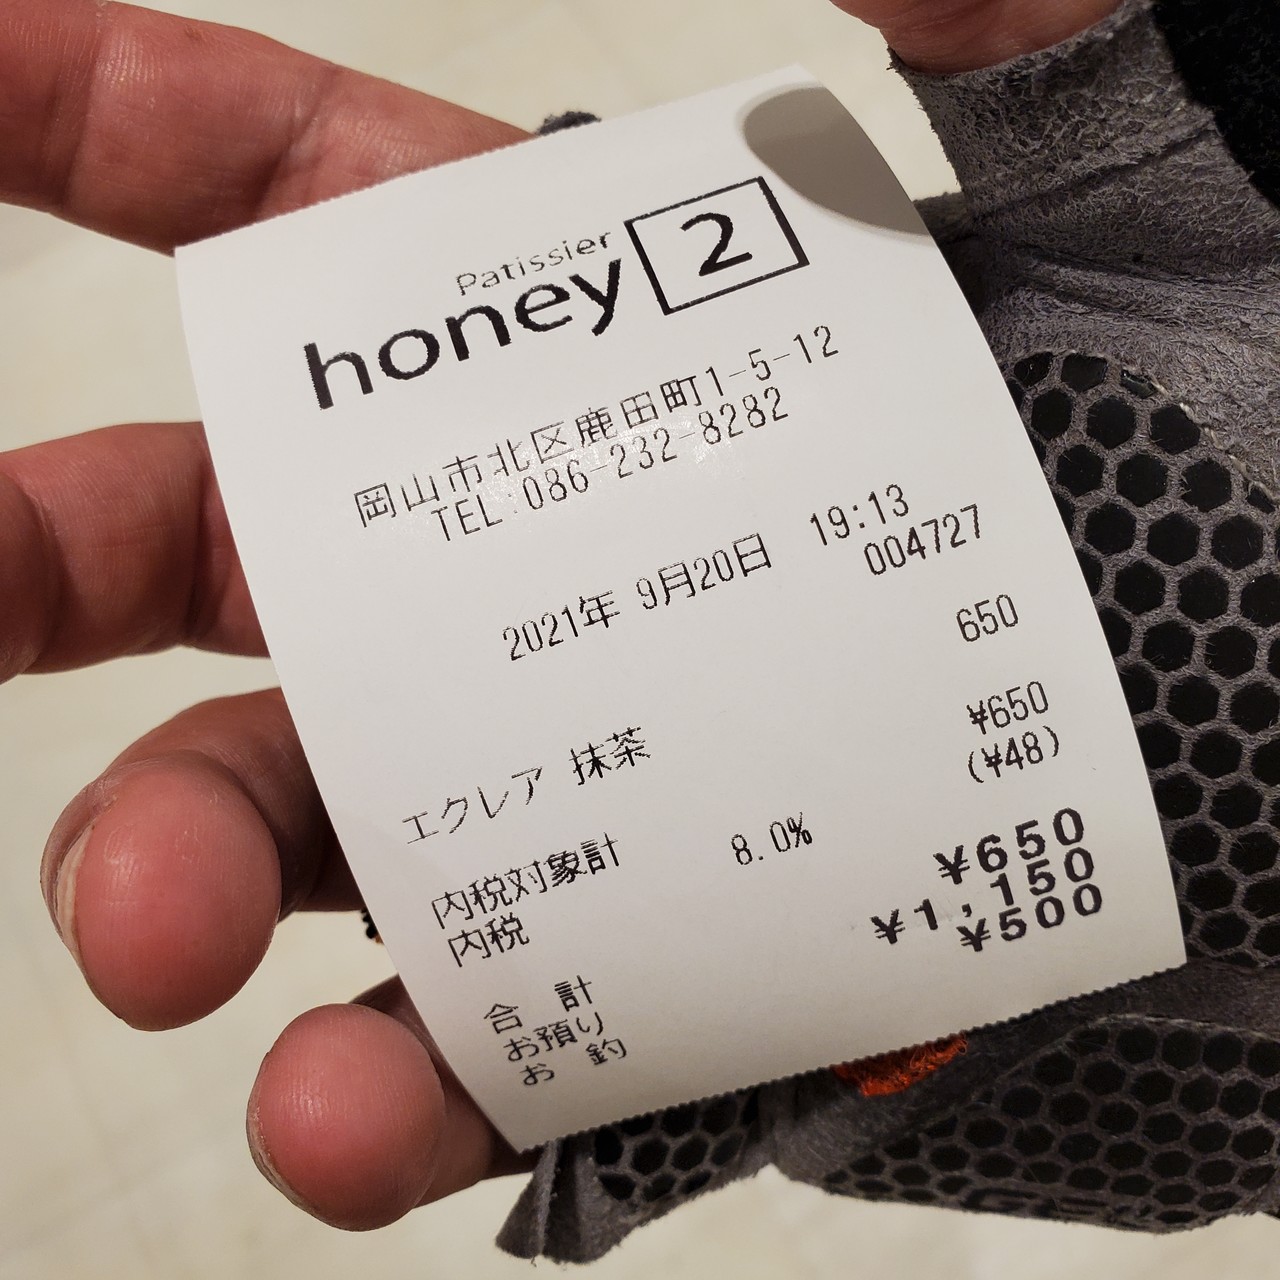 Patissier
honey 2
岡山市北区鹿田町1-5-12
TEL:086-232-8282
2021年 9月20日 19:13
004727
エクレア 抹茶 650
内税対象計 ¥650
内税 8.0% (¥48)
合 計 ¥650
お預り ¥1,150
お 釣 ¥500